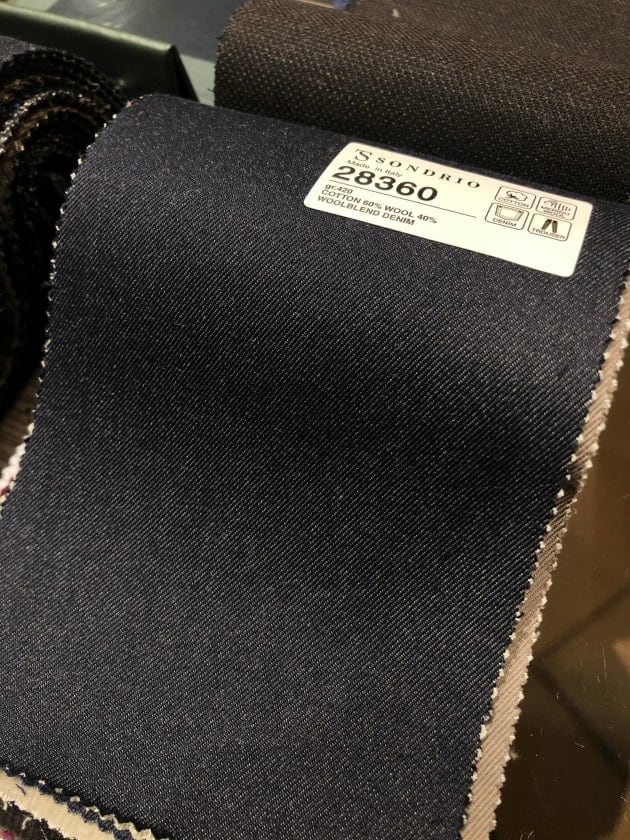 SONDRIO
Made in Italy
28360
gr.420
COTTON 60% WOOL 40%
WOOLBLEND DENIM
COTTON
DENIM
TROUSER